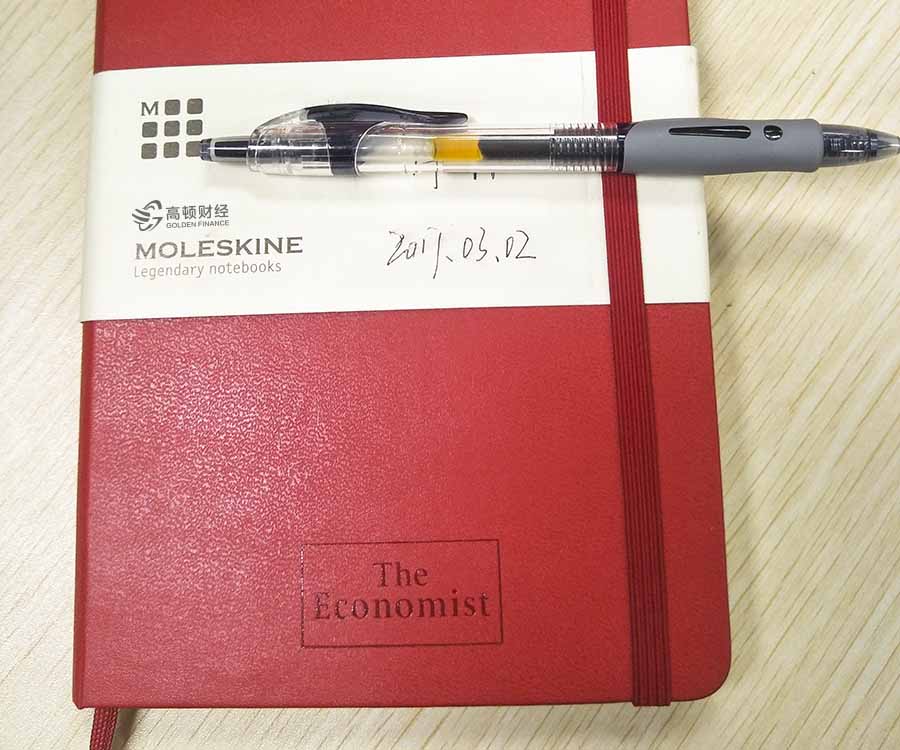 M
高顿财经
GOLDEN FINANCE
MOLESKINE
Legendary notebooks
2017.03.02
The
Economist